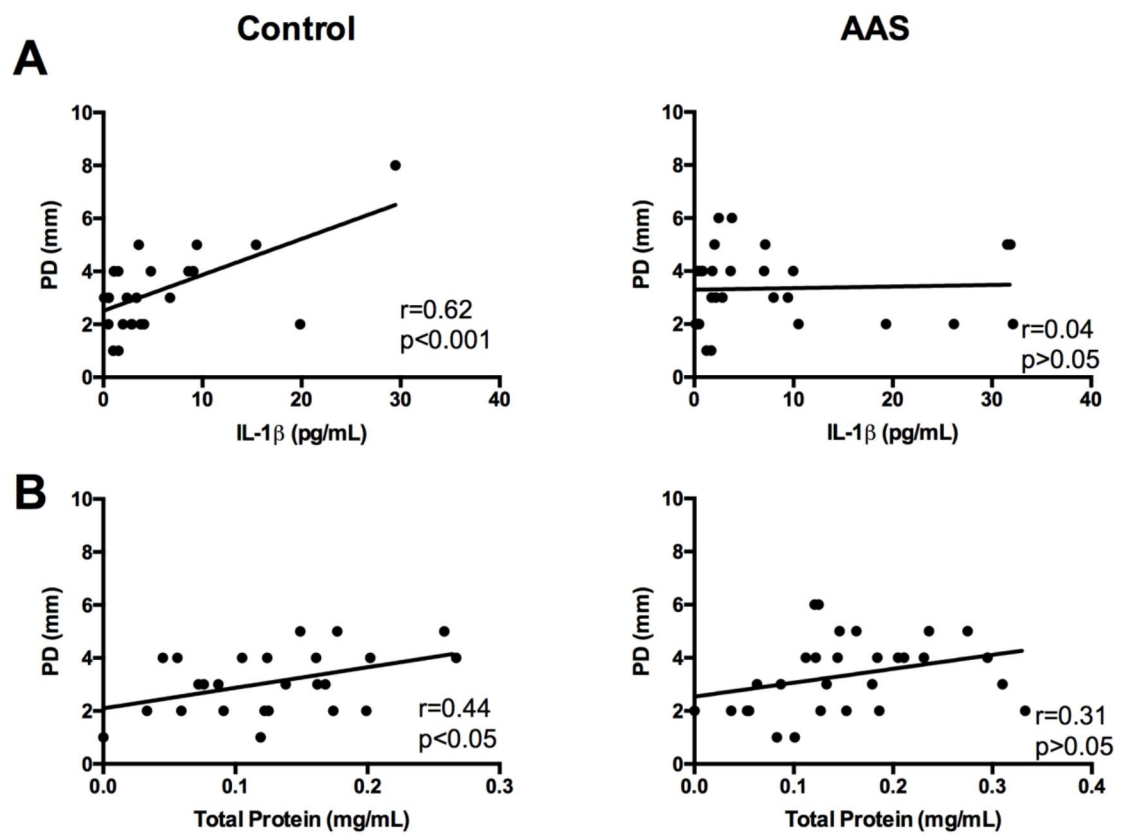 Control
AAS
A
10
8
6
4
2
0
PD (mm)
0 10 20 30 40
IL-1β (pg/mL)
r=0.62
p<0.001
10
8
6
4
2
0
PD (mm)
0 10 20 30 40
IL-1β (pg/mL)
r=0.04
p>0.05
B
10
8
6
4
2
0
PD (mm)
0.0 0.1 0.2 0.3
Total Protein (mg/mL)
r=0.44
p<0.05
10
8
6
4
2
0
PD (mm)
0.0 0.1 0.2 0.3 0.4
Total Protein (mg/mL)
r=0.31
p>0.05